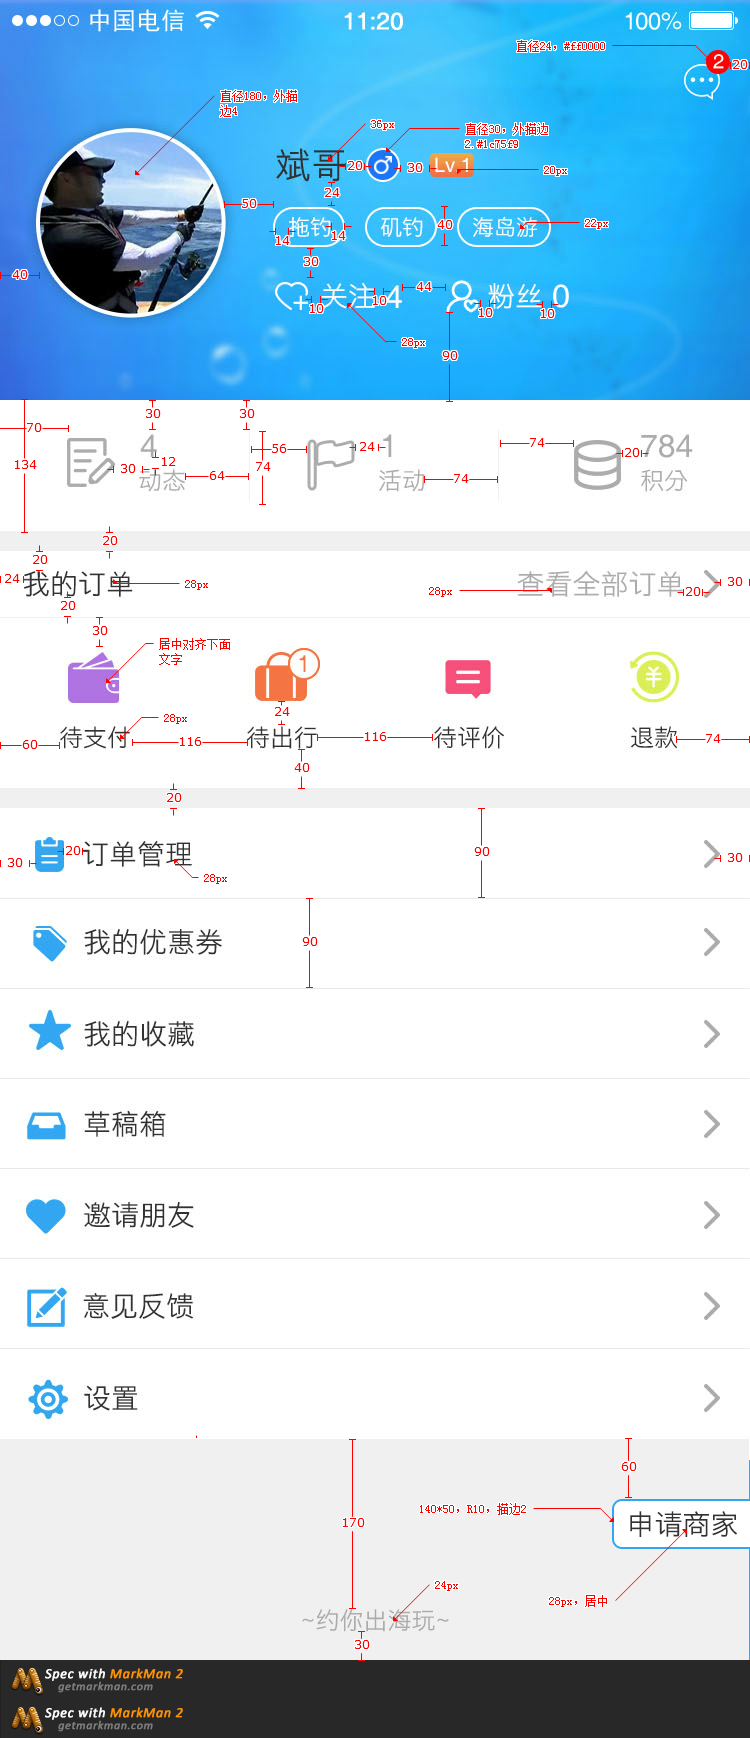 中国电信 11:20 100%
直径24，#ff0000
2 20
直径180，外描
边4
36px 直径30，外描边
2，#1c75f9
斌哥 20 30 Lv 1 20px
24
50
拖钓 矶钓 40 海岛游 22px
14 14
30
40
关注 4 44 粉丝 0
10 10 10 10
28px
90
30 30
70
134
4 1 784
30 12 56 74 24 74 20
动态 64 活动 74 积分
20
20
24 我的订单 28px 28px 查看全部订单 20 30
20
30
居中对齐下面
文字
1
24
28px
60 待支付 116 待出行 116 待评价 退款 74
40
20
30 20 订单管理 90 30
28px
90
我的优惠券
我的收藏
草稿箱
邀请朋友
意见反馈
设置
60
140*50，R10，描边2
170 申请商家
24px
28px，居中
~约你出海玩~
30
Spec with MarkMan 2
getmarkman.com
Spec with MarkMan 2
getmarkman.com